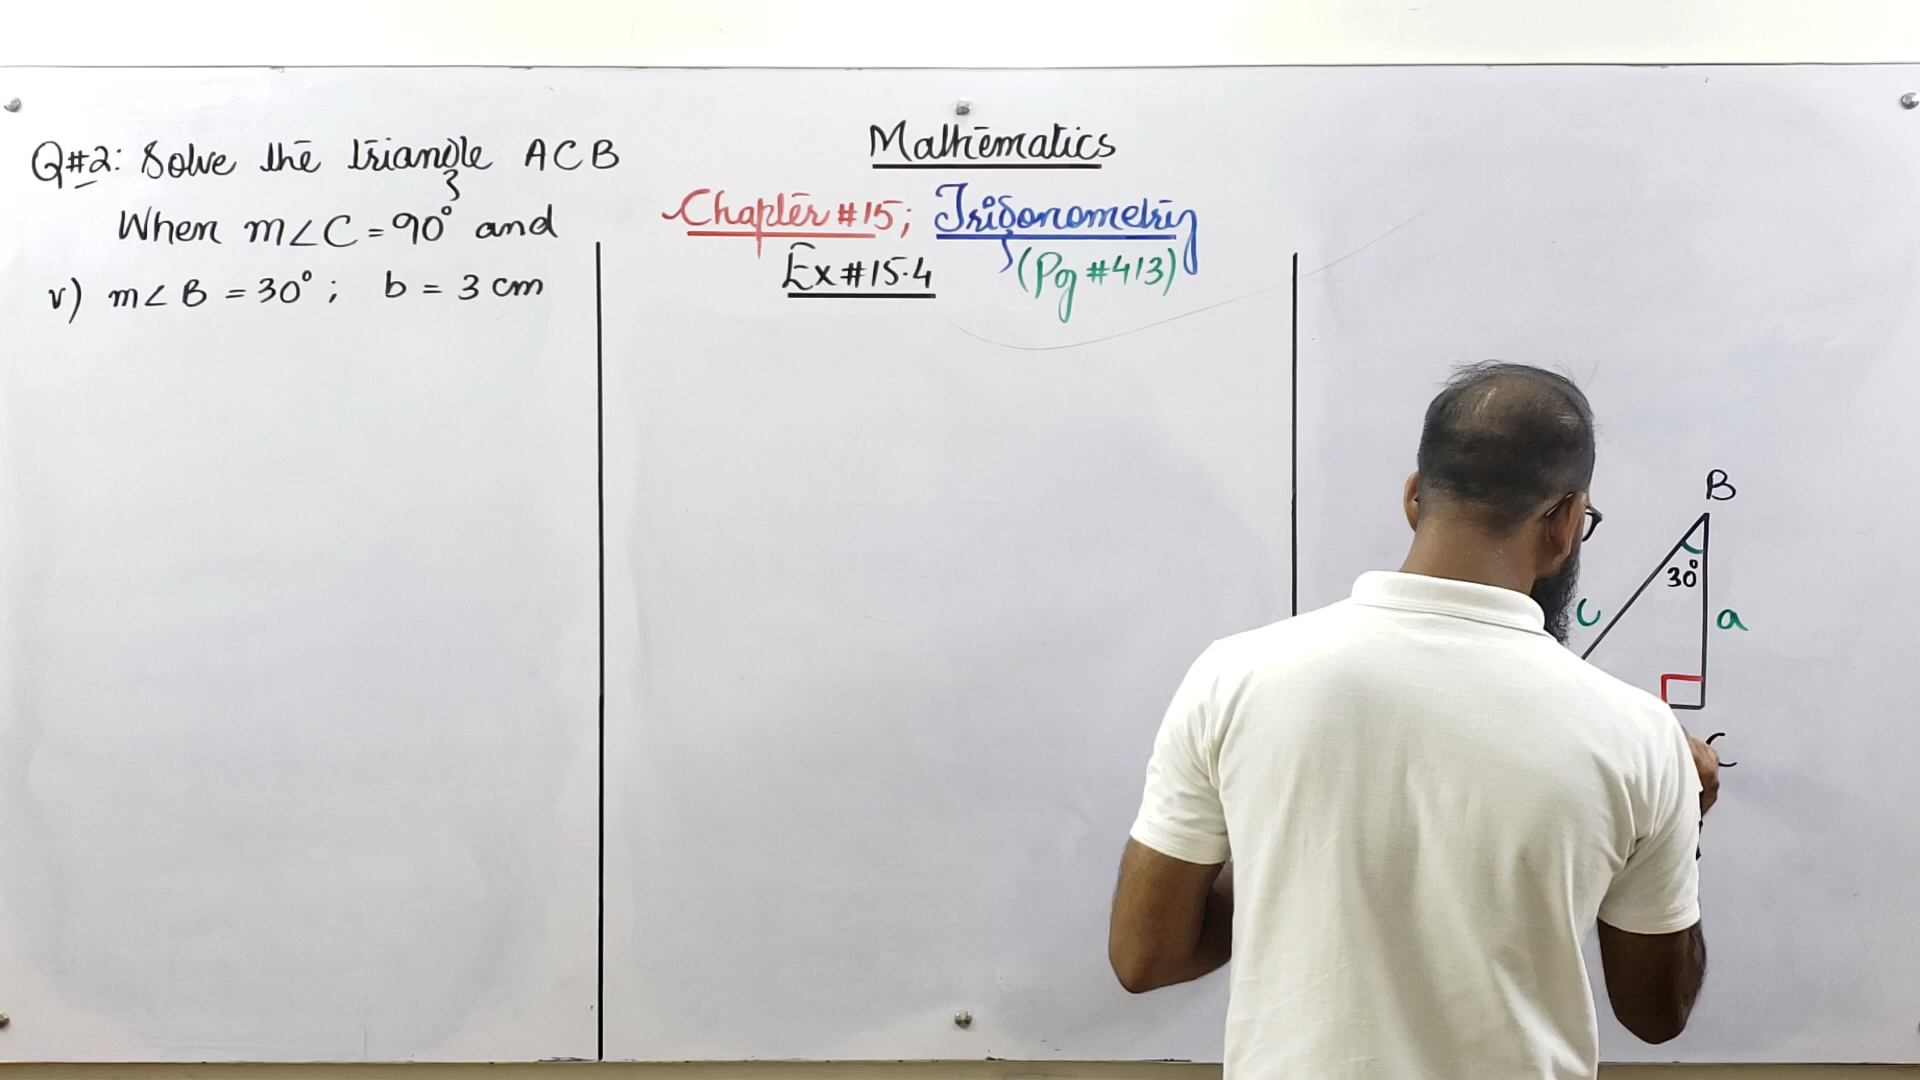 Q#2: Solve the triangle ACB
When m∠C = 90° and
v) m∠B = 30° ; b = 3 cm
Mathematics
Chapter #15; Trigonometry
Ex#15.4 (Pg #413)
B
30°
c
a
C